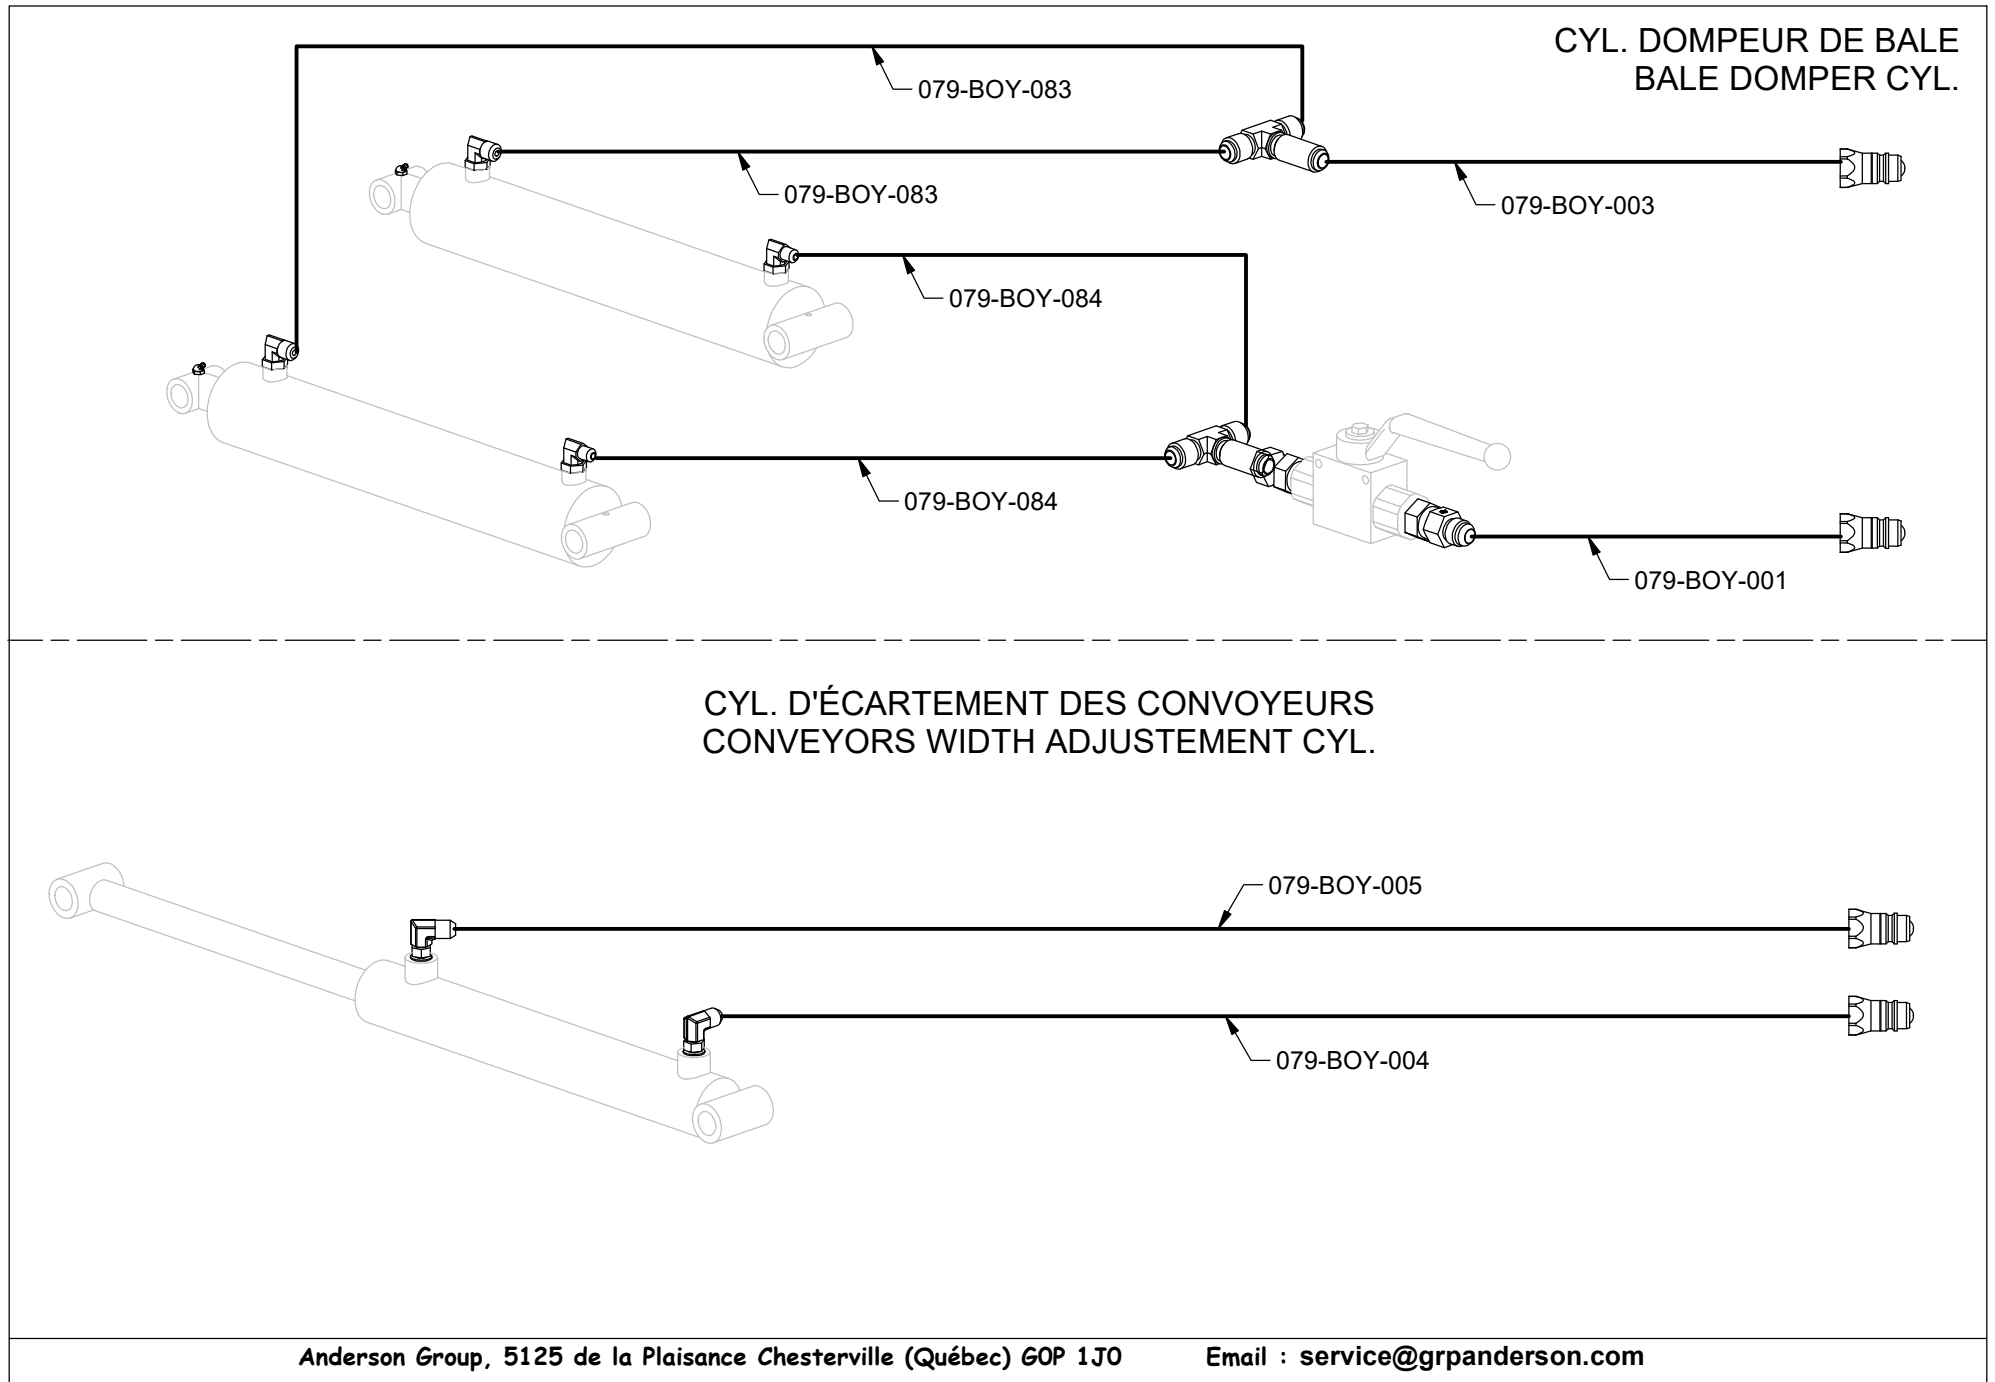 CYL. DOMPEUR DE BALE
BALE DOMPER CYL.
079-BOY-083
079-BOY-083
079-BOY-003
079-BOY-084
079-BOY-084
079-BOY-001
CYL. D'ÉCARTEMENT DES CONVOYEURS
CONVEYORS WIDTH ADJUSTEMENT CYL.
079-BOY-005
079-BOY-004
Anderson Group, 5125 de la Plaisance Chesterville (Québec) G0P 1J0 Email : service@grpanderson.com